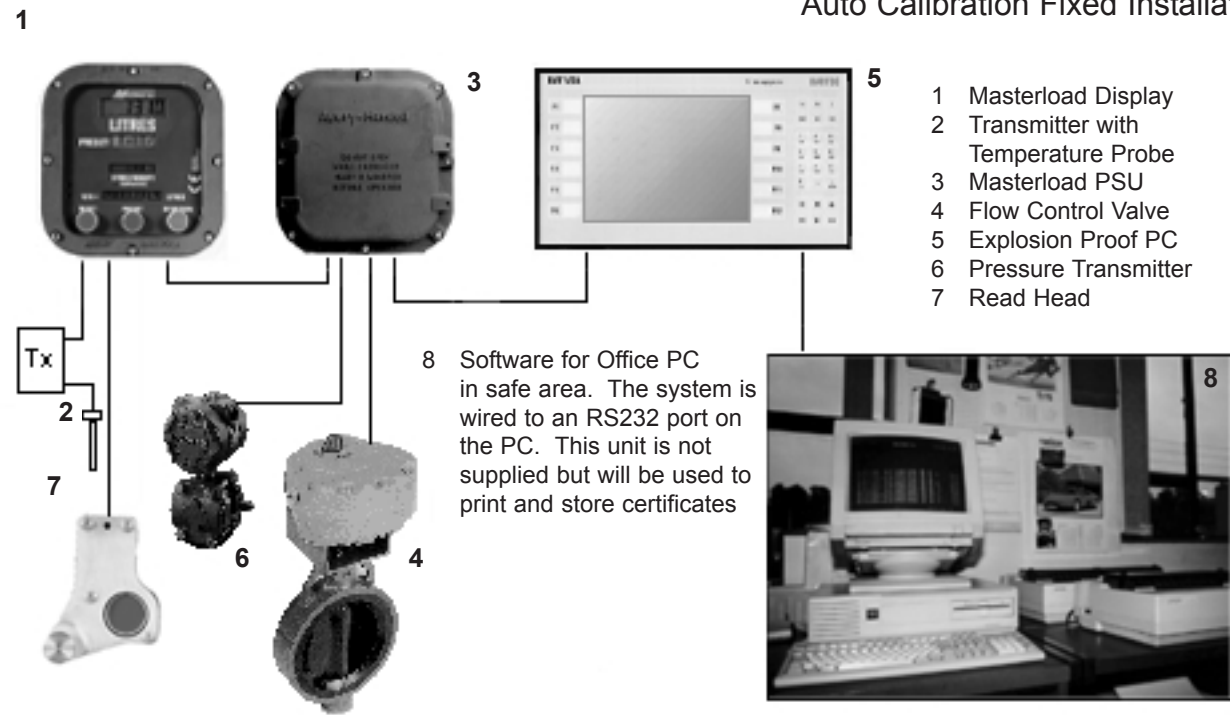 Auto Calibration Fixed Installat
1
3
5
1 Masterload Display
2 Transmitter with
Temperature Probe
3 Masterload PSU
4 Flow Control Valve
5 Explosion Proof PC
6 Pressure Transmitter
7 Read Head
LITRES
Tx
2
7
6
4
8 Software for Office PC
in safe area. The system is
wired to an RS232 port on
the PC. This unit is not
supplied but will be used to
print and store certificates
8